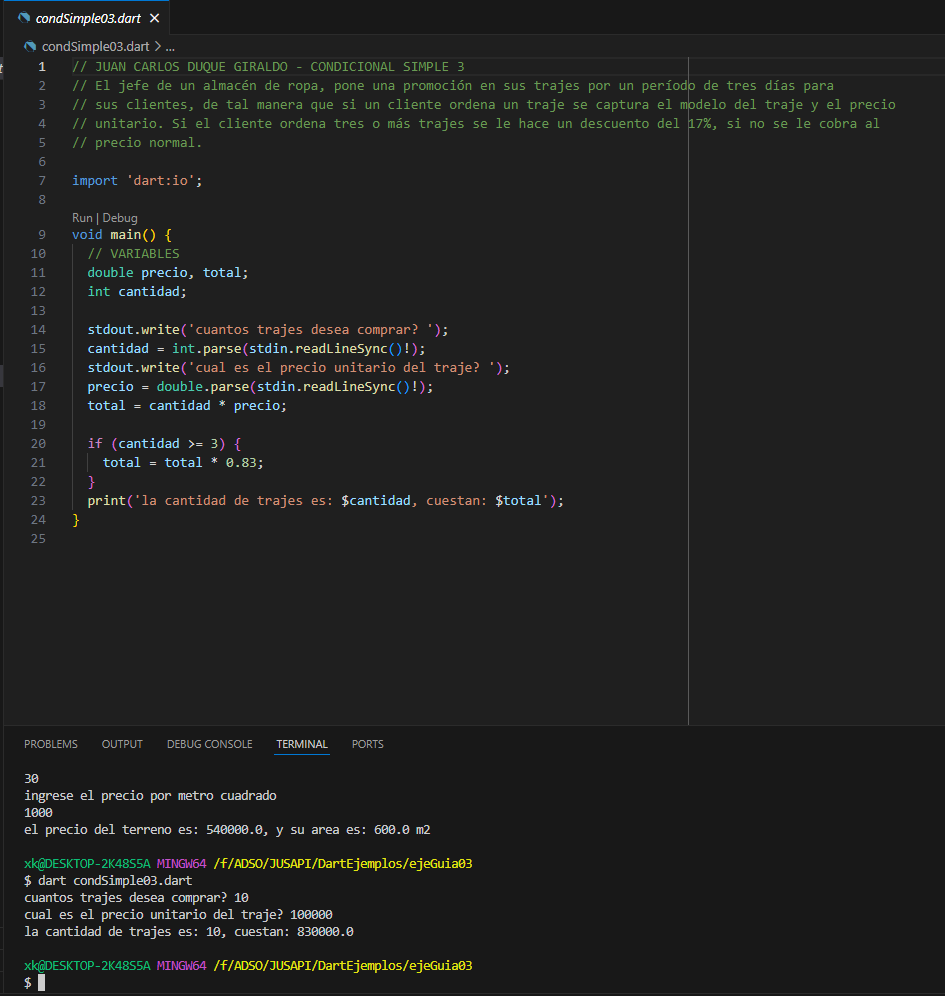 condSimple03.dart
condSimple03.dart > ...
1 // JUAN CARLOS DUQUE GIRALDO - CONDICIONAL SIMPLE 3
2 // El jefe de un almacén de ropa, pone una promoción en sus trajes por un período de tres días para
3 // sus clientes, de tal manera que si un cliente ordena un traje se captura el modelo del traje y el precio
4 // unitario. Si el cliente ordena tres o más trajes se le hace un descuento del 17%, si no se le cobra al
5 // precio normal.
6
7 import 'dart:io';
8
Run | Debug
9 void main() {
10   // VARIABLES
11   double precio, total;
12   int cantidad;
13
14   stdout.write('cuantos trajes desea comprar? ');
15   cantidad = int.parse(stdin.readLineSync()!);
16   stdout.write('cual es el precio unitario del traje? ');
17   precio = double.parse(stdin.readLineSync()!);
18   total = cantidad * precio;
19
20   if (cantidad >= 3) {
21     total = total * 0.83;
22   }
23   print('la cantidad de trajes es: $cantidad, cuestan: $total');
24 }
25
PROBLEMS OUTPUT DEBUG CONSOLE TERMINAL PORTS
30
ingrese el precio por metro cuadrado
1000
el precio del terreno es: 540000.0, y su area es: 600.0 m2
xk@DESKTOP-2K48S5A MINGW64 /f/ADSO/JUSAPI/DartEjemplos/ejeGuia03
$ dart condSimple03.dart
cuantos trajes desea comprar? 10
cual es el precio unitario del traje? 100000
la cantidad de trajes es: 10, cuestan: 830000.0
xk@DESKTOP-2K48S5A MINGW64 /f/ADSO/JUSAPI/DartEjemplos/ejeGuia03
$